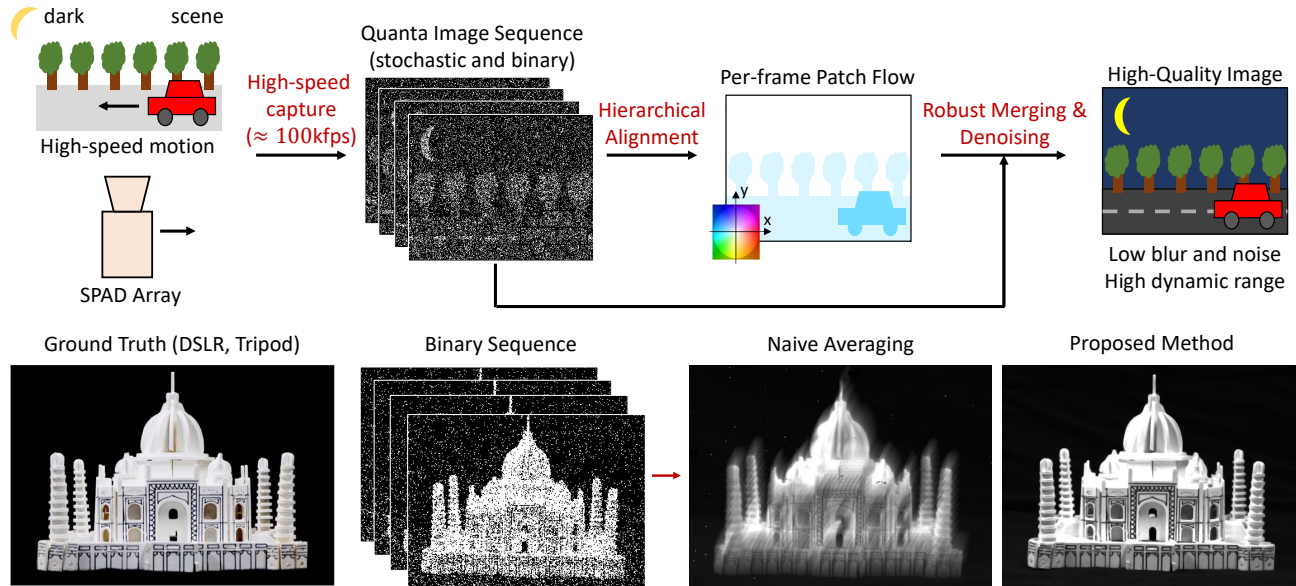 dark scene
High-speed motion
SPAD Array
High-speed
capture
(≈ 100kfps)
Quanta Image Sequence
(stochastic and binary)
Hierarchical
Alignment
Per-frame Patch Flow
y
x
Robust Merging &
Denoising
High-Quality Image
Low blur and noise
High dynamic range
Ground Truth (DSLR, Tripod)
Binary Sequence
Naive Averaging
Proposed Method